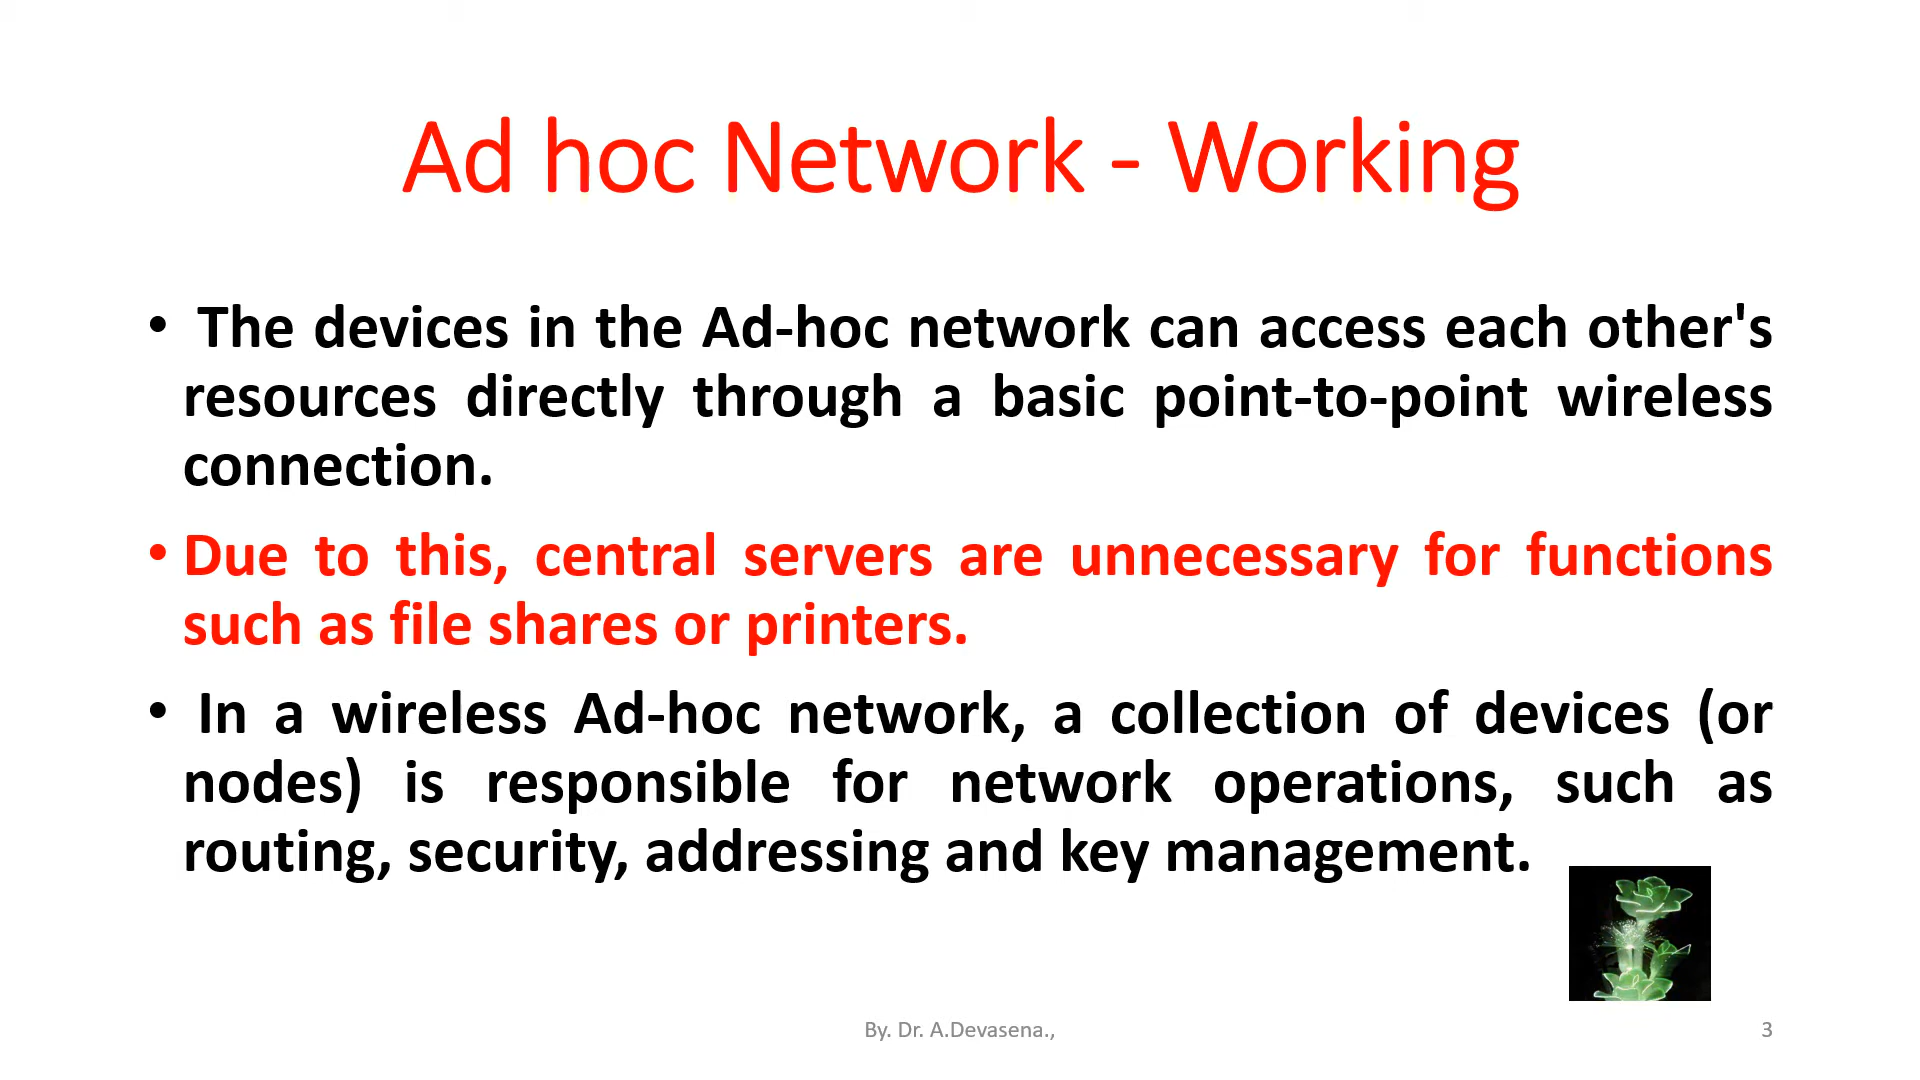 Ad hoc Network - Working
• The devices in the Ad-hoc network can access each other's
resources directly through a basic point-to-point wireless
connection.
• Due to this, central servers are unnecessary for functions
such as file shares or printers.
• In a wireless Ad-hoc network, a collection of devices (or
nodes) is responsible for network operations, such as
routing, security, addressing and key management.
By. Dr. A.Devasena.,
3